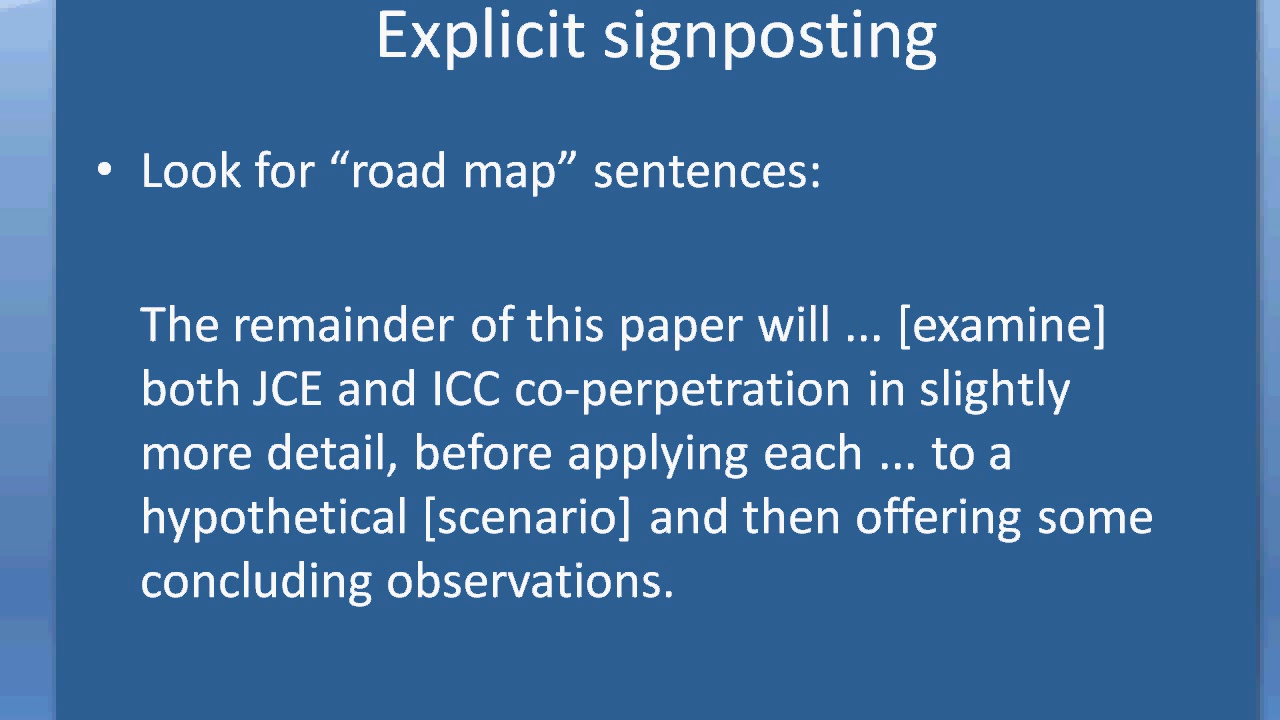 Explicit signposting
• Look for “road map” sentences:
The remainder of this paper will ... [examine]
both JCE and ICC co-perpetration in slightly
more detail, before applying each ... to a
hypothetical [scenario] and then offering some
concluding observations.